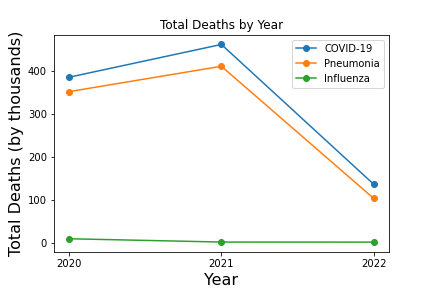 Total Deaths by Year
COVID-19
Pneumonia
Influenza
Total Deaths (by thousands)
400
300
200
100
0
2020
2021
2022
Year